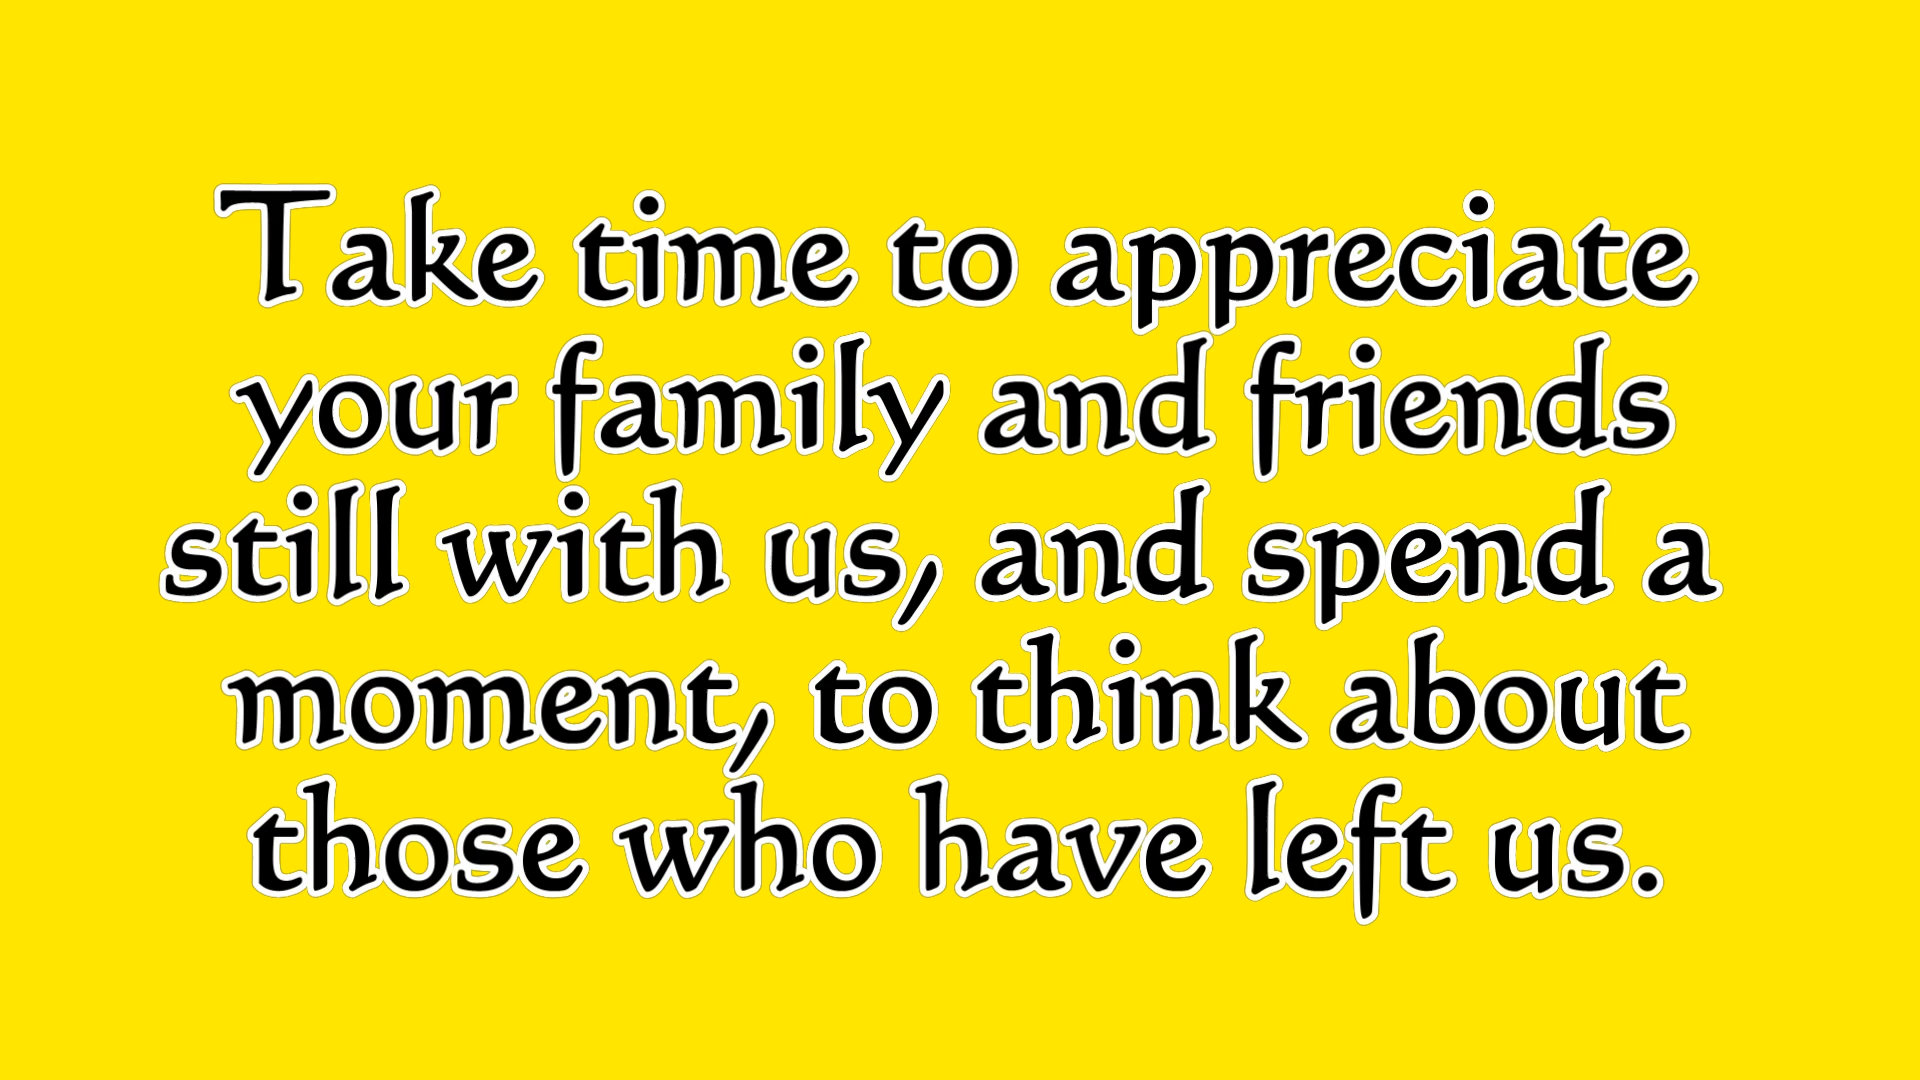 Take time to appreciate
your family and friends
still with us, and spend a
moment, to think about
those who have left us.